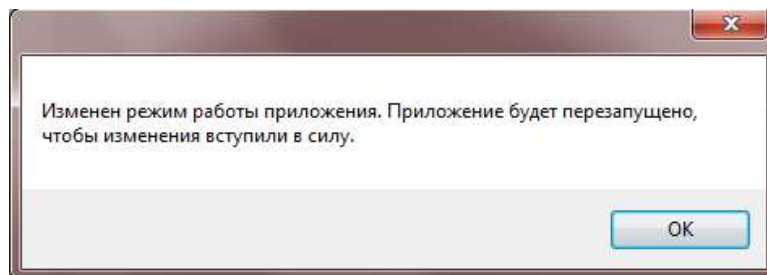 Изменен режим работы приложения. Приложение будет перезапущено,
чтобы изменения вступили в силу.
OK